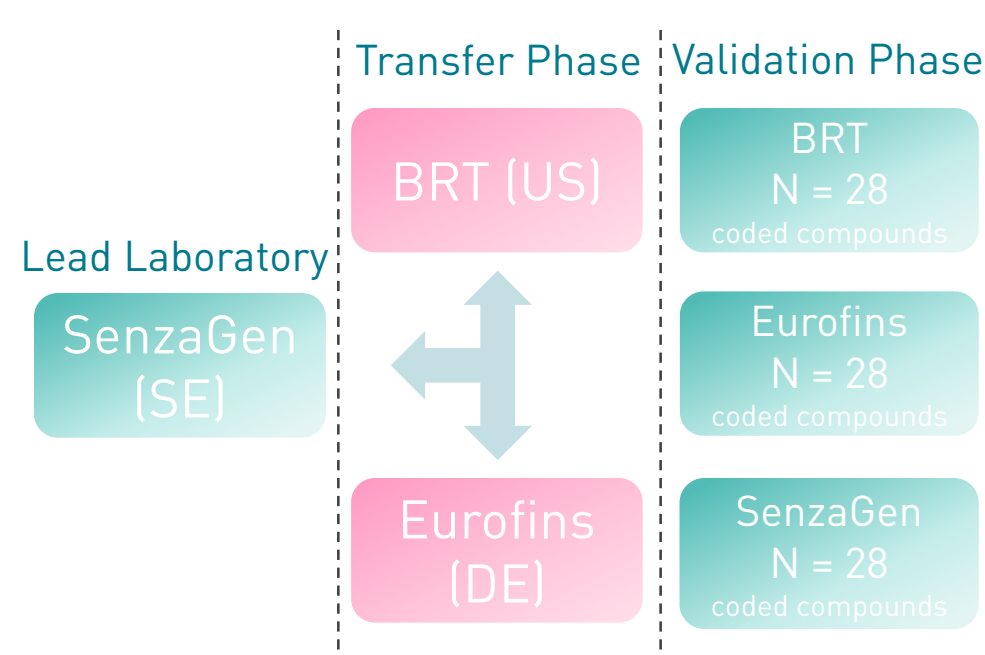 Lead Laboratory
SenzaGen
(SE)
Transfer Phase
BRT (US)
Eurofins
(DE)
Validation Phase
BRT
N = 28
coded compounds
Eurofins
N = 28
coded compounds
SenzaGen
N = 28
coded compounds